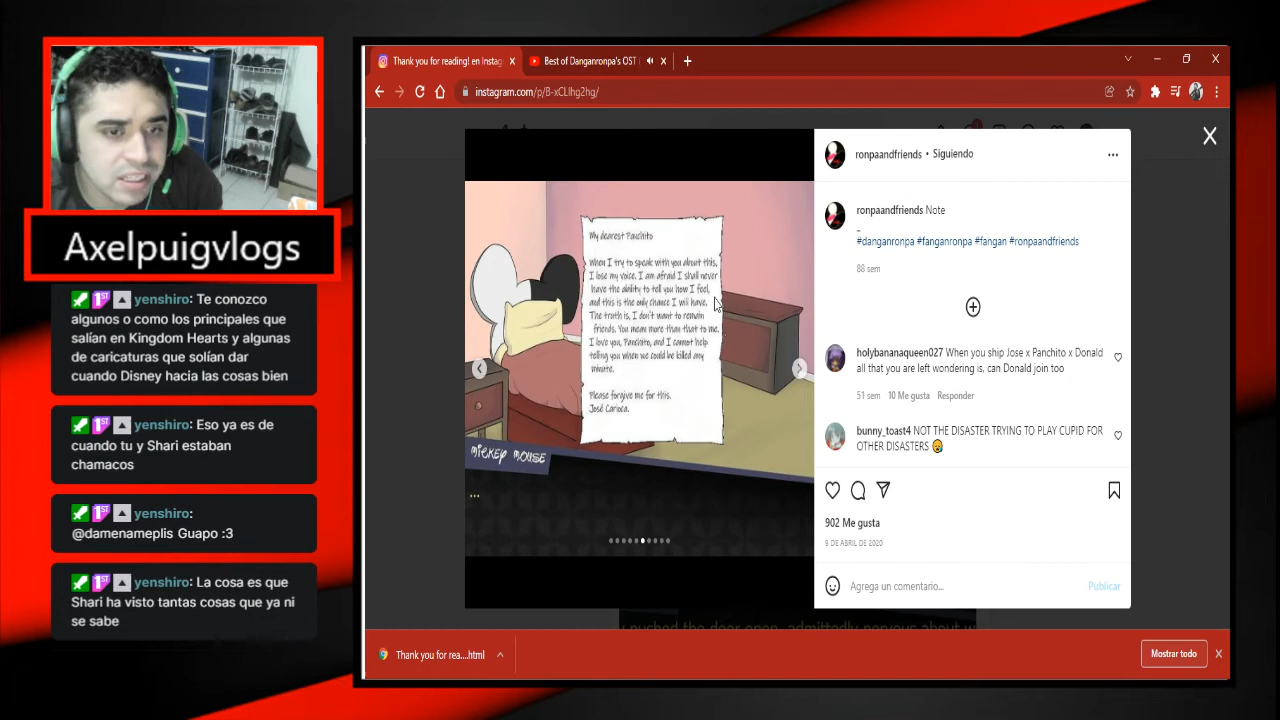 Axelpuigvlogs
yenshiro: Te conozco
algunos o como los principales que
salían en Kingdom Hearts y algunas
de caricaturas que solían dar
cuando Disney hacia las cosas bien
yenshiro: Eso ya es de
cuando tu y Shari estaban
chamacos
yenshiro:
@damenameplis Guapo :3
yenshiro: La cosa es que
Shari ha visto tantas cosas que ya ni
se sabe
Thank you for reading! en Instag
Best of Danganronpa's OST
instagram.com/p/B-xCLIhg2hg/
My dearest Panchito
When I try to speak with you about this,
I lose my voice. I am afraid I shall never
have the ability to tell you how I feel,
and this is the only chance I will have.
The truth is, I don't want to remain
friends. You mean more than that to me.
I love you, Panchito, and I cannot help
telling you when we could be killed any
minute.
Please forgive me for this.
José Carioca.
mickey mouse
...
ronpaandfriends • Siguiendo
ronpaandfriends Note
_
#danganronpa #fanganronpa #fangan #ronpaandfriends
88 sem
holybananaqueen027 When you ship Jose x Panchito x Donald
all that you are left wondering is, can Donald join too
51 sem 10 Me gusta Responder
bunny_toast4 NOT THE DISASTER TRYING TO PLAY CUPID FOR
OTHER DISASTERS
902 Me gusta
9 DE ABRIL DE 2020
Agrega un comentario... Publicar
pushed the door open, admittedly nervous about
Thank you for rea....html
Mostrar todo